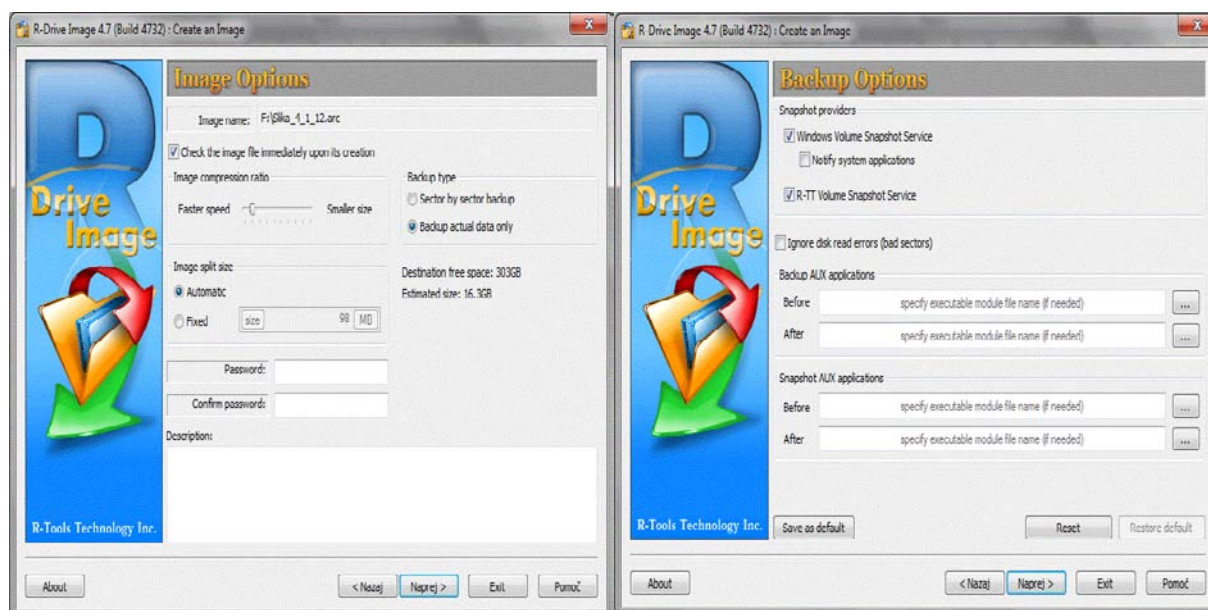 R-Drive Image 4.7 (Build 4732) : Create an Image
R
Drive
Image
R-Tools Technology Inc.
Image Options
Image name: F:\Slika_4_1_12.arc
Check the image file immediately upon its creation
Image compression ratio
Faster speed Smaller size
Backup type
Sector by sector backup
Backup actual data only
Image split size
Automatic
Fixed size 98 MB
Destination free space: 303GB
Estimated size: 16.3GB
Password:
Confirm password:
Description:
About < Nazaj Naprej > Exit Pomoč
R-Drive Image 4.7 (Build 4732) : Create an Image
R
Drive
Image
R-Tools Technology Inc.
Backup Options
Snapshot providers
Windows Volume Snapshot Service
Notify system applications
R-TT Volume Snapshot Service
Ignore disk read errors (bad sectors)
Backup AUX applications
Before specify executable module file name (if needed) ...
After specify executable module file name (if needed) ...
Snapshot AUX applications
Before specify executable module file name (if needed) ...
After specify executable module file name (if needed) ...
Save as default Reset Restore default
About < Nazaj Naprej > Exit Pomoč